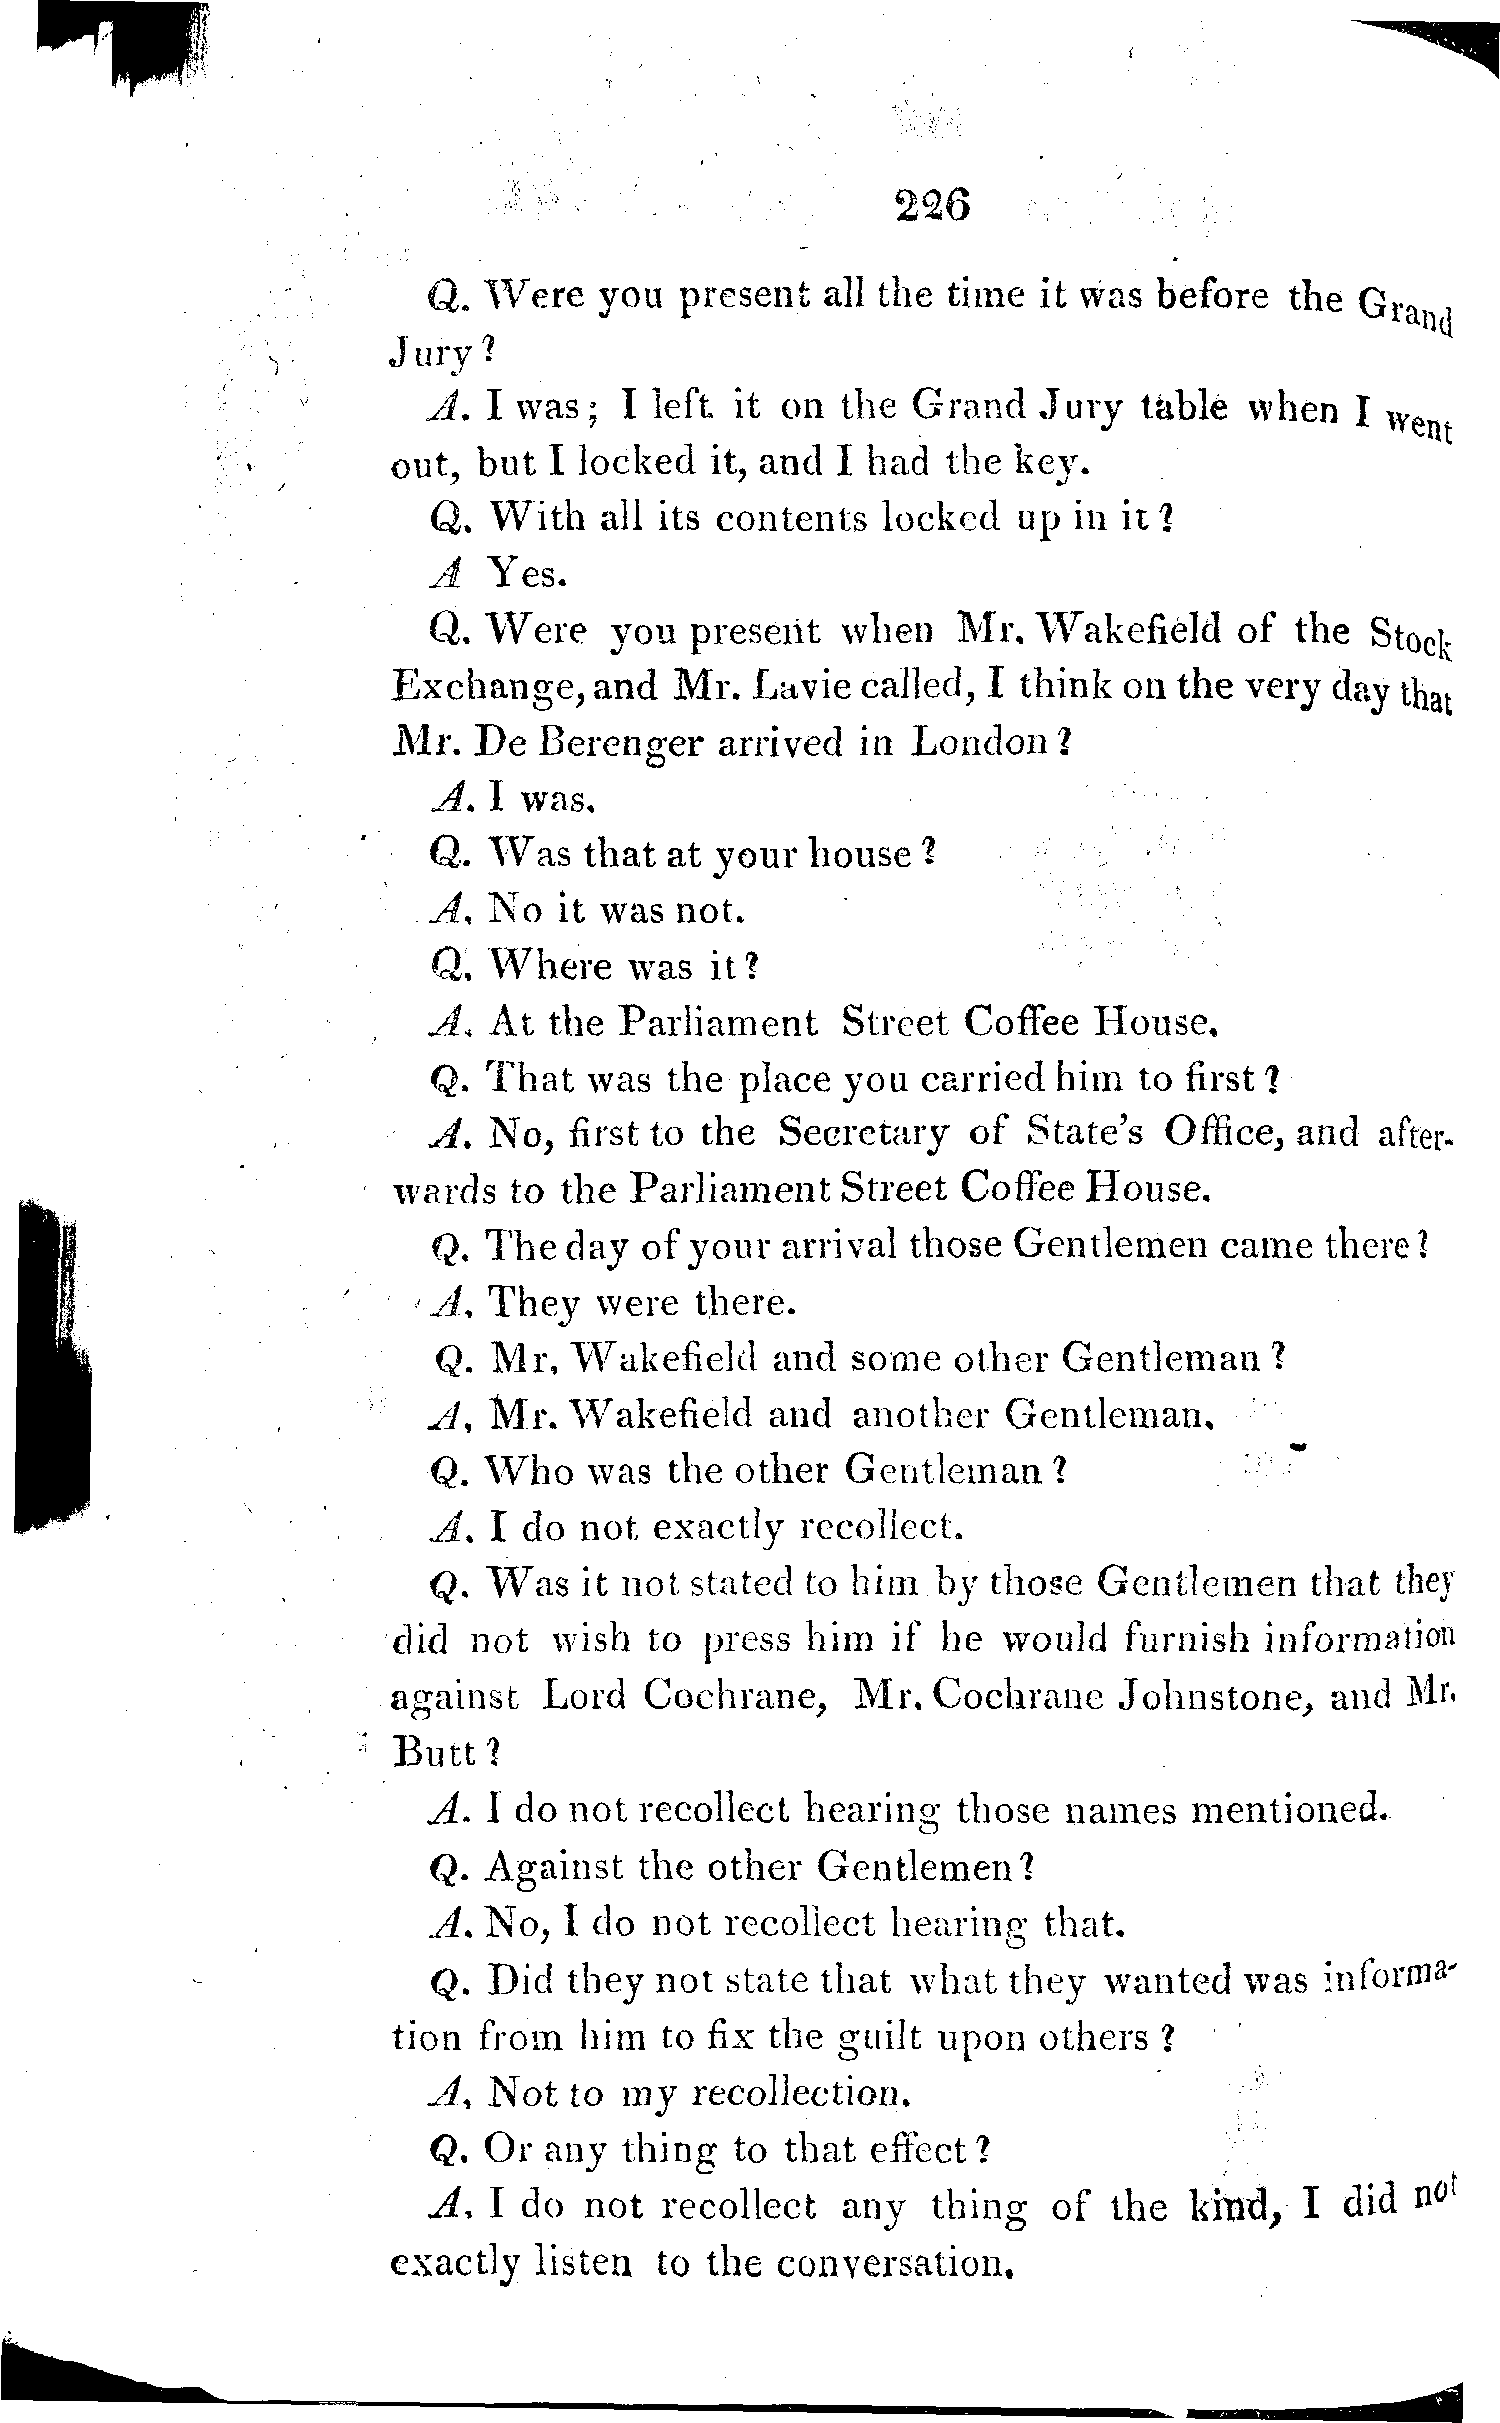 226
Q. Were you present all the time it was before the Grand
Jury?
A. I was; I left it on the Grand Jury table when I went
out, but I locked it, and I had the key.
Q. With all its contents locked up in it?
A Yes.
Q. Were you present when Mr. Wakefield of the Stock
Exchange, and Mr. Lavie called, I think on the very day that
Mr. De Berenger arrived in London?
A. I was.
Q. Was that at your house?
A. No it was not.
Q. Where was it?
A. At the Parliament Street Coffee House.
Q. That was the place you carried him to first?
A. No, first to the Secretary of State's Office, and after-
wards to the Parliament Street Coffee House.
Q. The day of your arrival those Gentlemen came there?
A. They were there.
Q. Mr. Wakefield and some other Gentleman?
A. Mr. Wakefield and another Gentleman.
Q. Who was the other Gentleman?
A. I do not exactly recollect.
Q. Was it not stated to him by those Gentlemen that they
did not wish to press him if he would furnish information
against Lord Cochrane, Mr. Cochrane Johnstone, and Mr.
Butt?
A. I do not recollect hearing those names mentioned.
Q. Against the other Gentlemen?
A. No, I do not recollect hearing that.
Q. Did they not state that what they wanted was informa-
tion from him to fix the guilt upon others?
A. Not to my recollection.
Q. Or any thing to that effect?
A. I do not recollect any thing of the kind, I did not
exactly listen to the conversation.